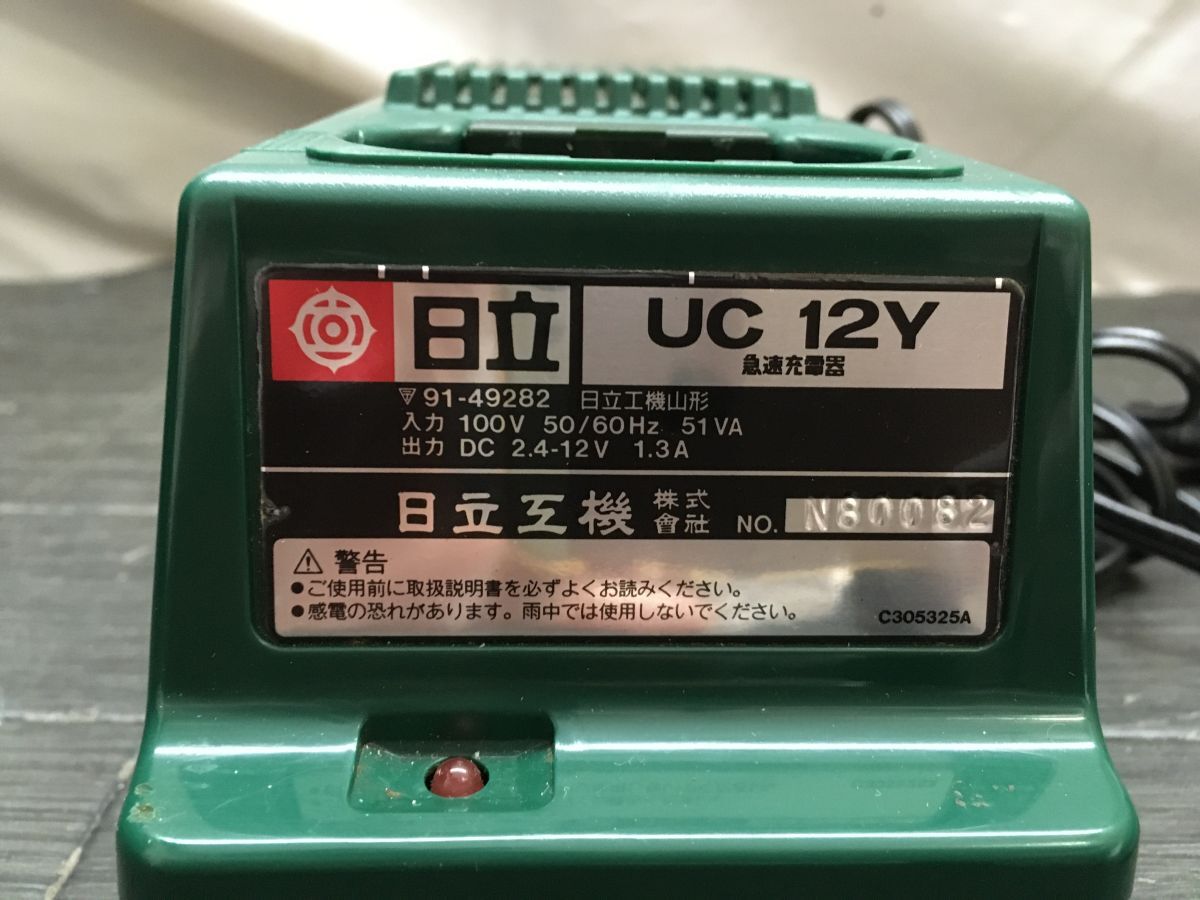 日立
UC 12Y
急速充電器
91-49282 日立工機山形
入力 100V 50/60Hz 51VA
出力 DC 2.4-12V 1.3A
日立工機 株式會社 NO. N80082
⚠ 警告
●ご使用前に取扱説明書を必ずよくお読みください。
●感電の恐れがあります。雨中では使用しないでください。
C305325A